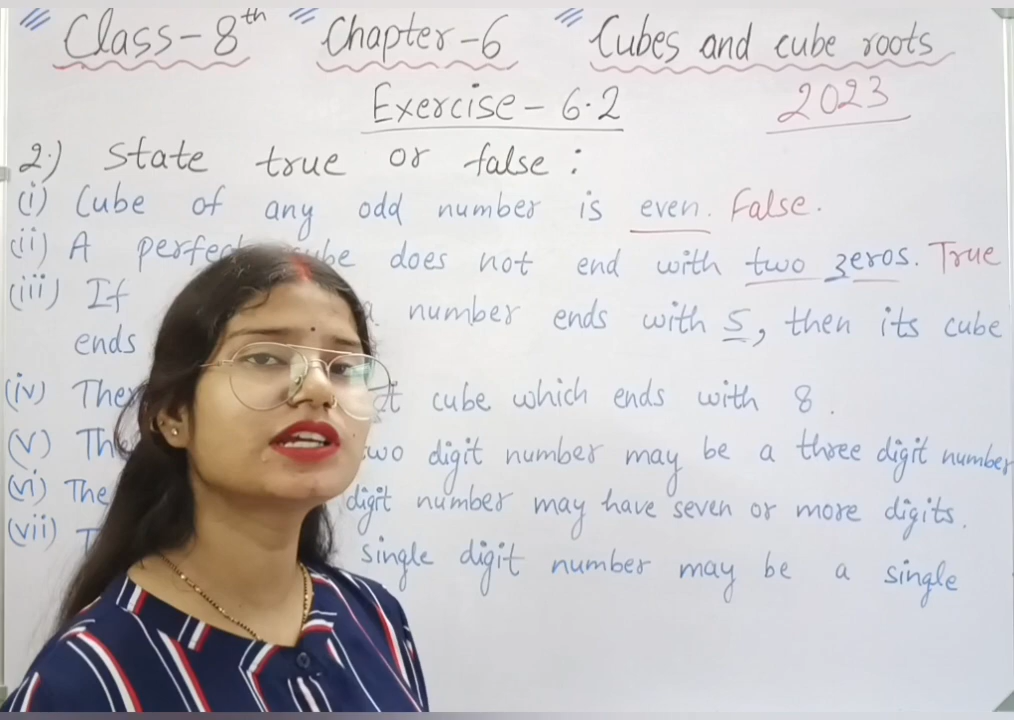 Class-8th Chapter-6 Cubes and cube roots
Exercise-6.2 2023
2.) State true or false:
(i) Cube of any odd number is even. False.
(ii) A perfect cube does not end with two zeros. True
(iii) If a number ends with 5, then its cube
ends
(iv) cube which ends with 8.
(v) two digit number may be a three digit number
(vi) The digit number may have seven or more digits.
(vii) single digit number may be a single